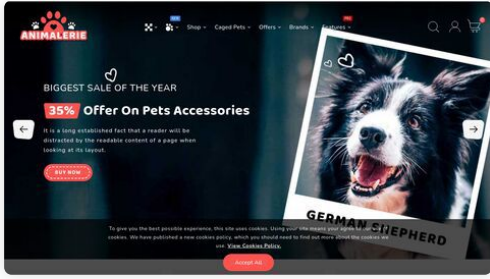 ANIMALERIE
Shop
Caged Pets
Offers
Brands
Features
BIGGEST SALE OF THE YEAR
35% Offer On Pets Accessories
It is a long established fact that a reader will be
distracted by the readable content of a page when
looking at its layout.
BUY NOW
GERMAN SHEPHERD
To give you the best possible experience, this site uses cookies. Using your site means your agree to our use of
cookies. We have published a new cookies policy, which you should need to find out more about the cookies we
use. View Cookies Policy.
Accept All